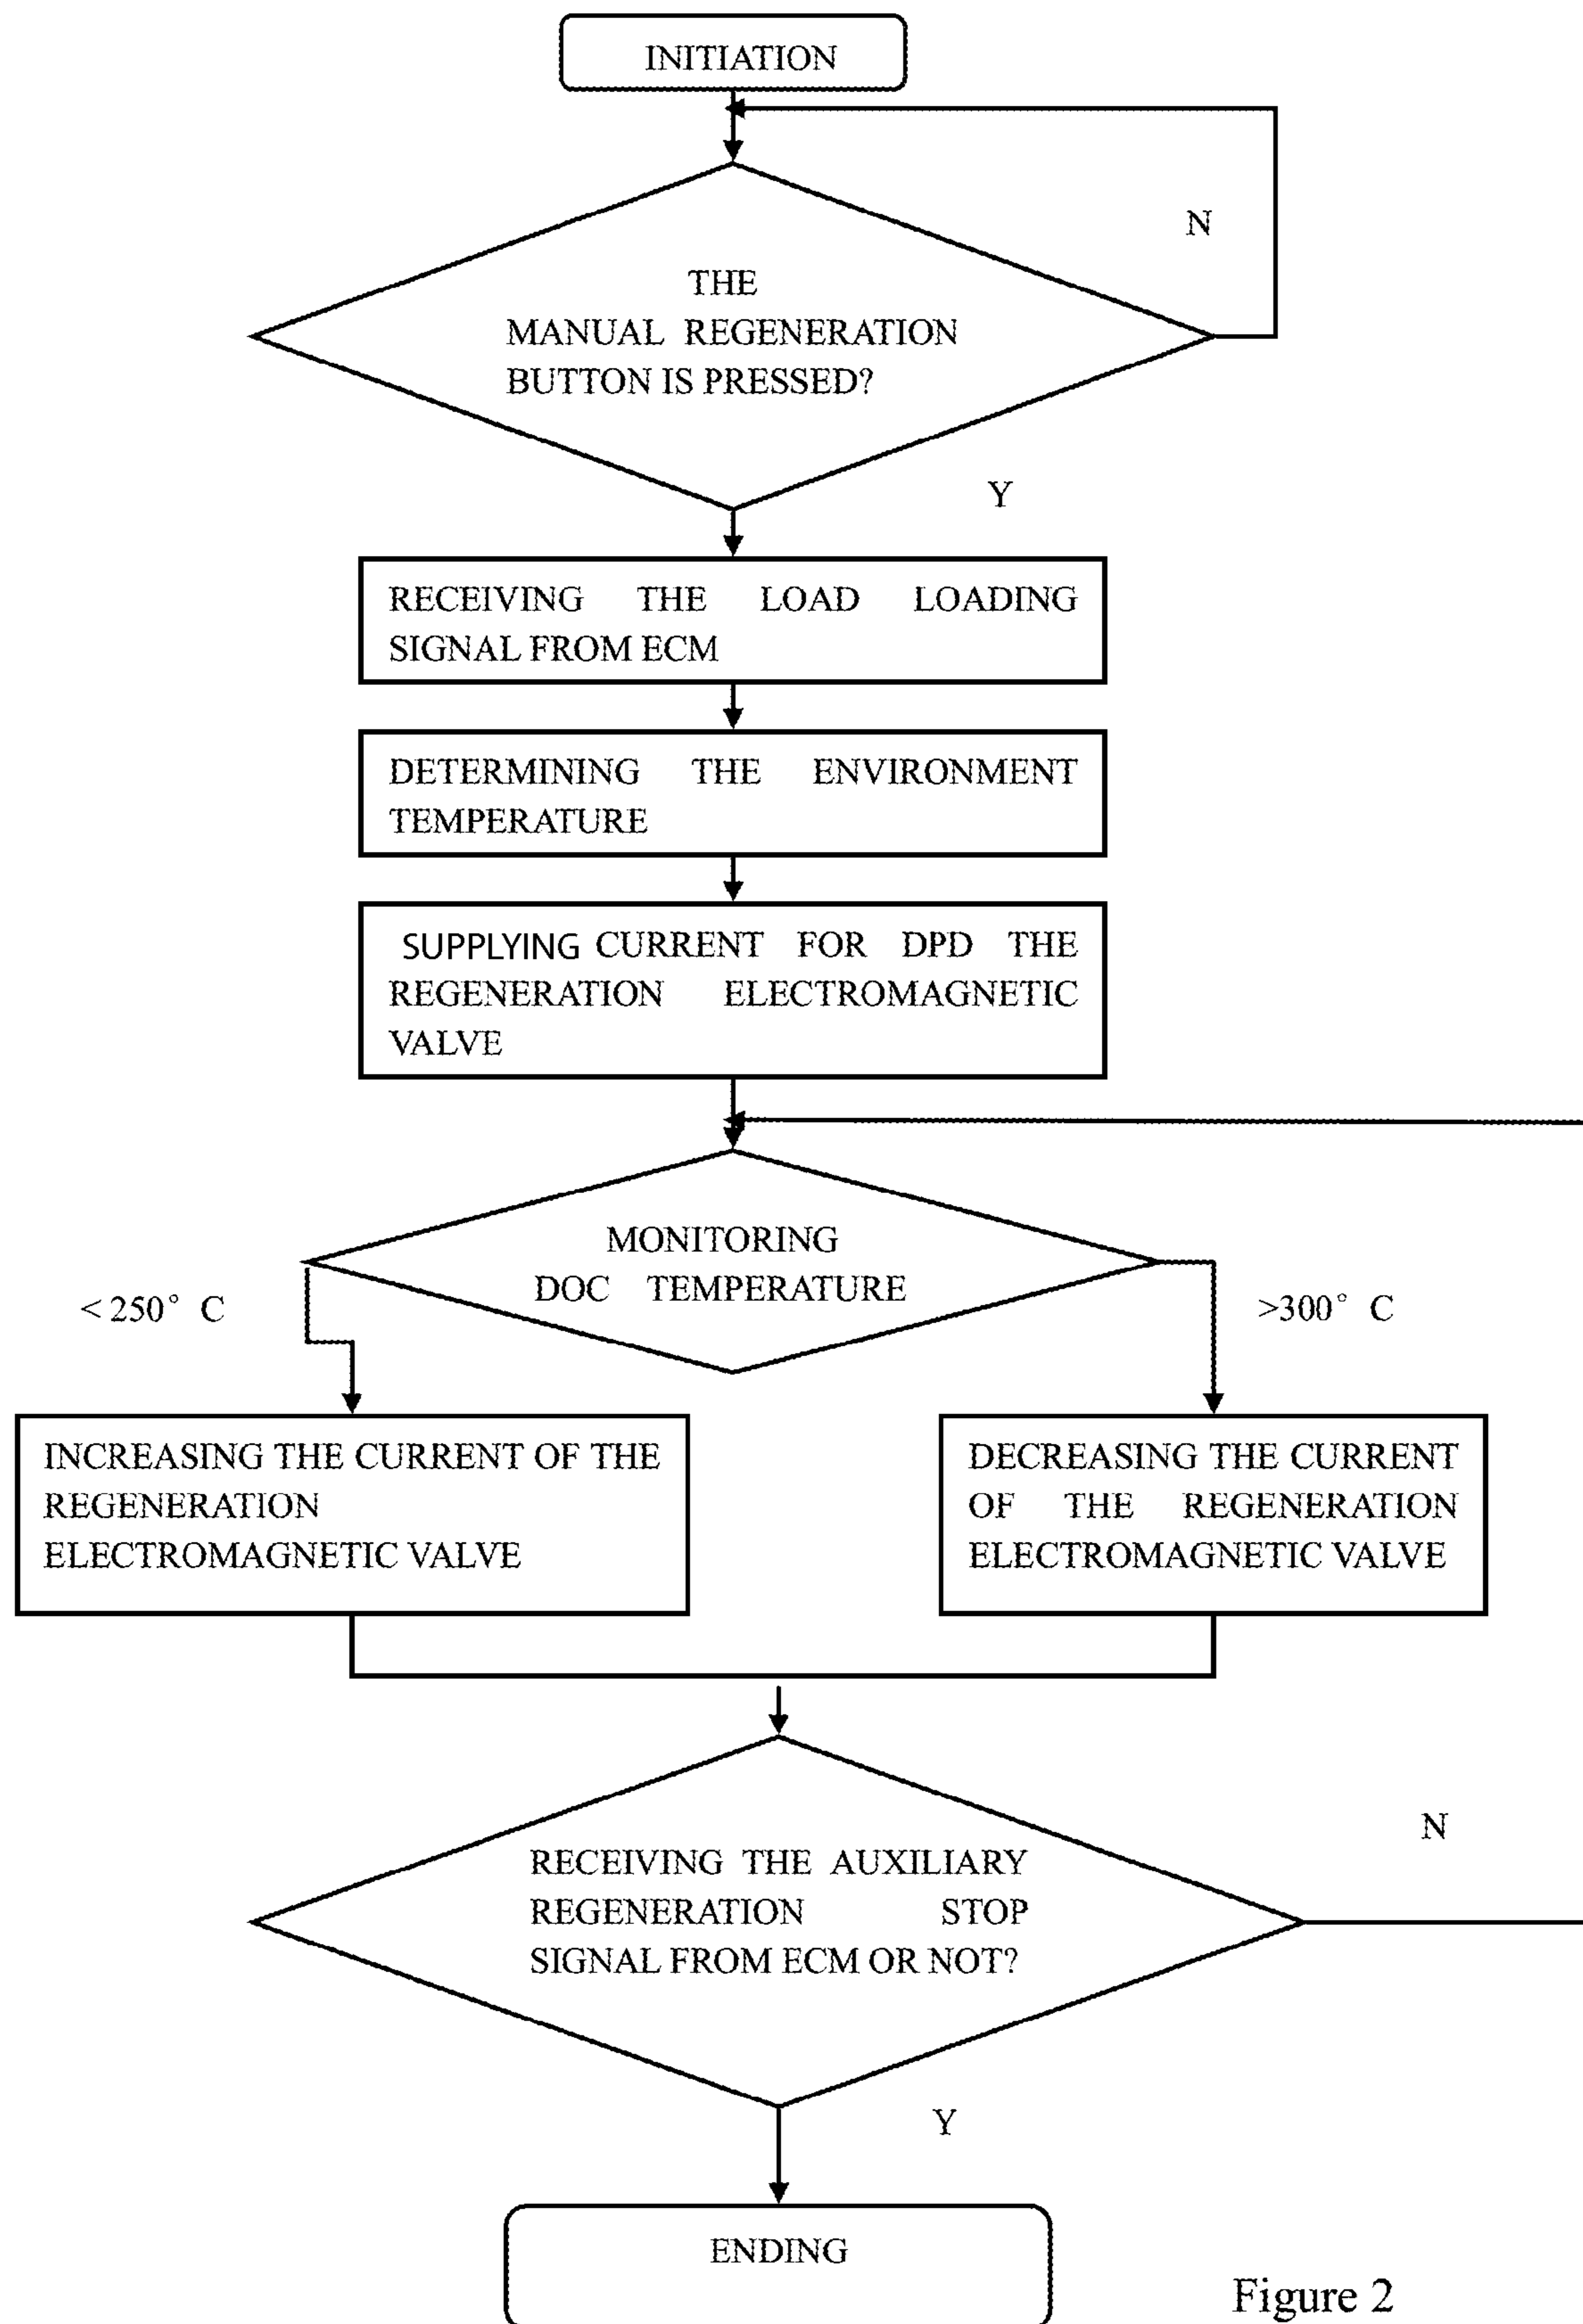 INITIATION
N
THE
MANUAL REGENERATION
BUTTON IS PRESSED?
Y
RECEIVING THE LOAD LOADING
SIGNAL FROM ECM
DETERMINING THE ENVIRONMENT
TEMPERATURE
SUPPLYING CURRENT FOR DPD THE
REGENERATION ELECTROMAGNETIC
VALVE
MONITORING
DOC TEMPERATURE
<250° C
>300° C
INCREASING THE CURRENT OF THE
REGENERATION
ELECTROMAGNETIC VALVE
DECREASING THE CURRENT
OF THE REGENERATION
ELECTROMAGNETIC VALVE
N
RECEIVING THE AUXILIARY
REGENERATION STOP
SIGNAL FROM ECM OR NOT?
Y
ENDING
Figure 2